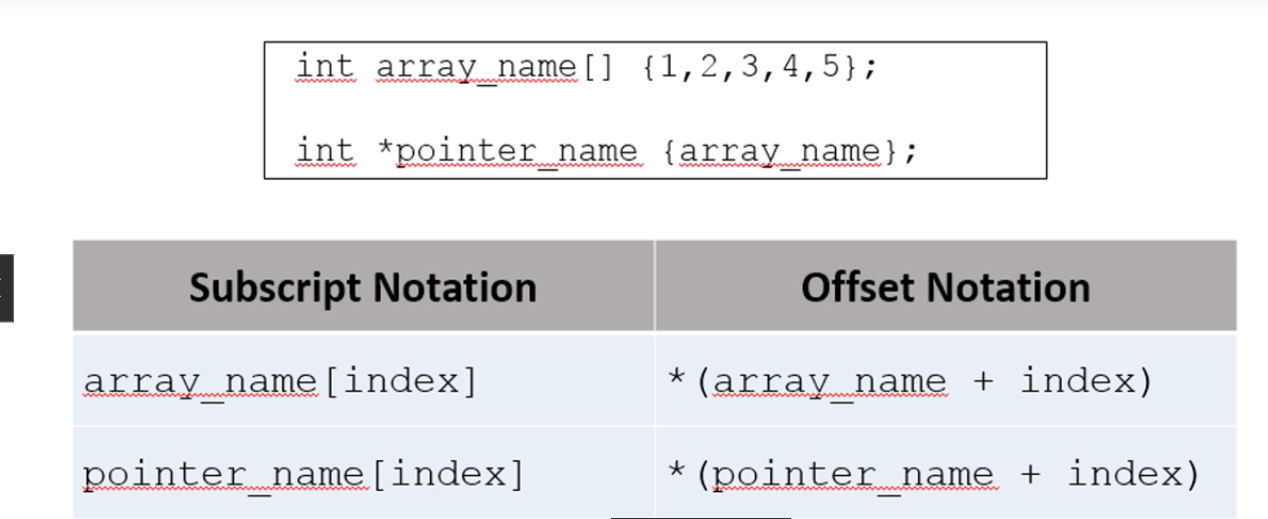 int array_name[] {1,2,3,4,5};
int *pointer_name {array_name};
Subscript Notation
Offset Notation
array_name[index]
*(array_name + index)
pointer_name[index]
*(pointer_name + index)